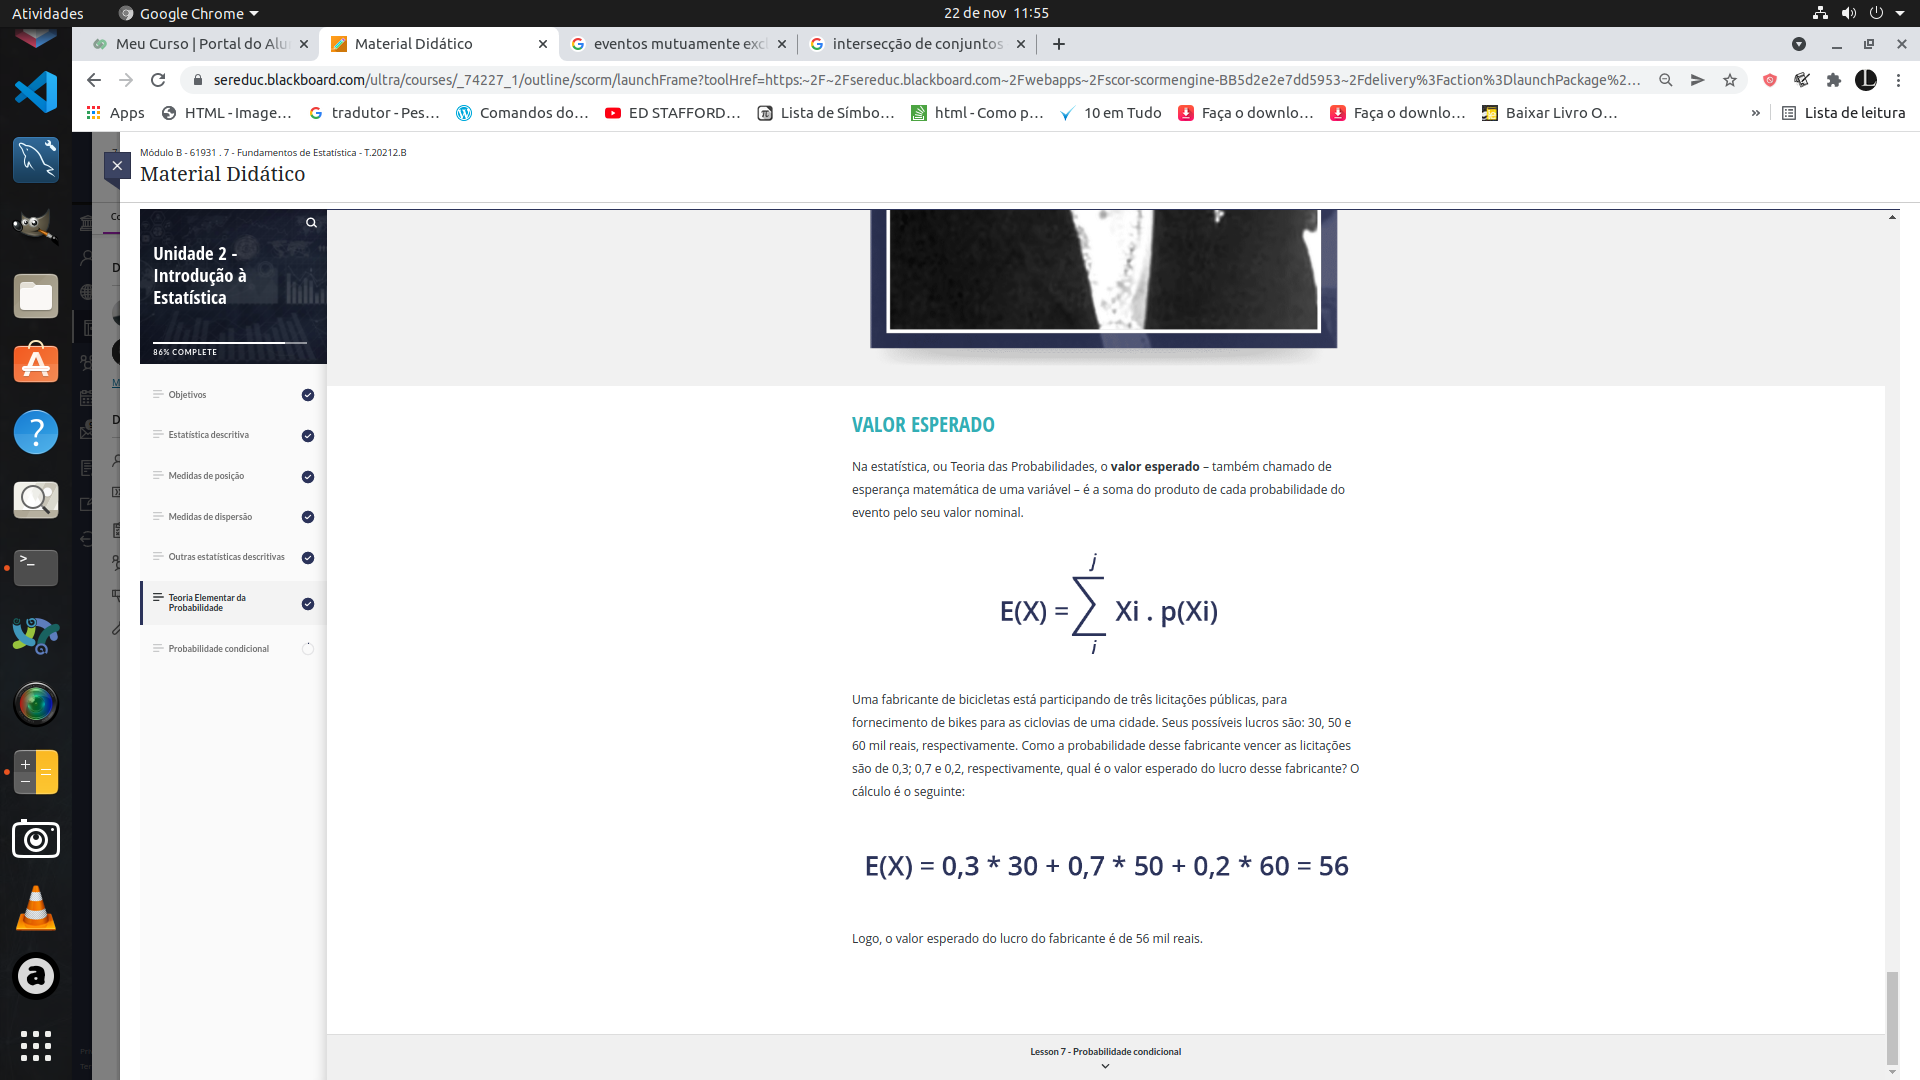 Atividades
Google Chrome
22 de nov 11:55
Meu Curso | Portal do Alu
Material Didático
eventos mutuamente exc
intersecção de conjuntos
sereduc.blackboard.com/ultra/courses/_74227_1/outline/scorm/launchFrame?toolHref=https:~2F~2Fsereduc.blackboard.com~2Fwebapps~2Fscor-scormengine-BB5d2e2e7dd5953~2Fdelivery%3Faction%3DlaunchPackage%2...
Apps
HTML - Image...
tradutor - Pes...
Comandos do...
ED STAFFORD...
Lista de Símbo...
html - Como p...
10 em Tudo
Faça o downlo...
Faça o downlo...
Baixar Livro O...
»
Lista de leitura
Módulo B - 61931 . 7 - Fundamentos de Estatística - T.20212.B
Material Didático
Unidade 2 -
Introdução à
Estatística
86% COMPLETE
Objetivos
Estatística descritiva
Medidas de posição
Medidas de dispersão
Outras estatísticas descritivas
Teoria Elementar da
Probabilidade
Probabilidade condicional
VALOR ESPERADO
Na estatística, ou Teoria das Probabilidades, o valor esperado – também chamado de
esperança matemática de uma variável – é a soma do produto de cada probabilidade do
evento pelo seu valor nominal.
j
E(X) = ∑ Xi . p(Xi)
i
Uma fabricante de bicicletas está participando de três licitações públicas, para
fornecimento de bikes para as ciclovias de uma cidade. Seus possíveis lucros são: 30, 50 e
60 mil reais, respectivamente. Como a probabilidade desse fabricante vencer as licitações
são de 0,3; 0,7 e 0,2, respectivamente, qual é o valor esperado do lucro desse fabricante? O
cálculo é o seguinte:
E(X) = 0,3 * 30 + 0,7 * 50 + 0,2 * 60 = 56
Logo, o valor esperado do lucro do fabricante é de 56 mil reais.
Lesson 7 - Probabilidade condicional